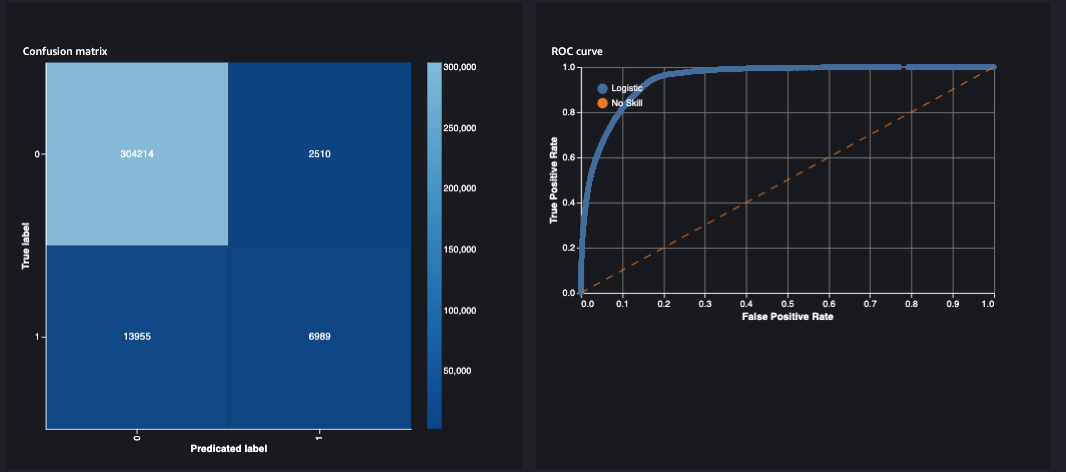 Confusion matrix
300,000
250,000
200,000
150,000
100,000
50,000
0
304214
2510
True label
1
13955
6989
0
1
Predicated label
ROC curve
1.0
0.8
0.6
0.4
0.2
0.0
True Positive Rate
Logistic
No Skill
0.0 0.1 0.2 0.3 0.4 0.5 0.6 0.7 0.8 0.9 1.0
False Positive Rate